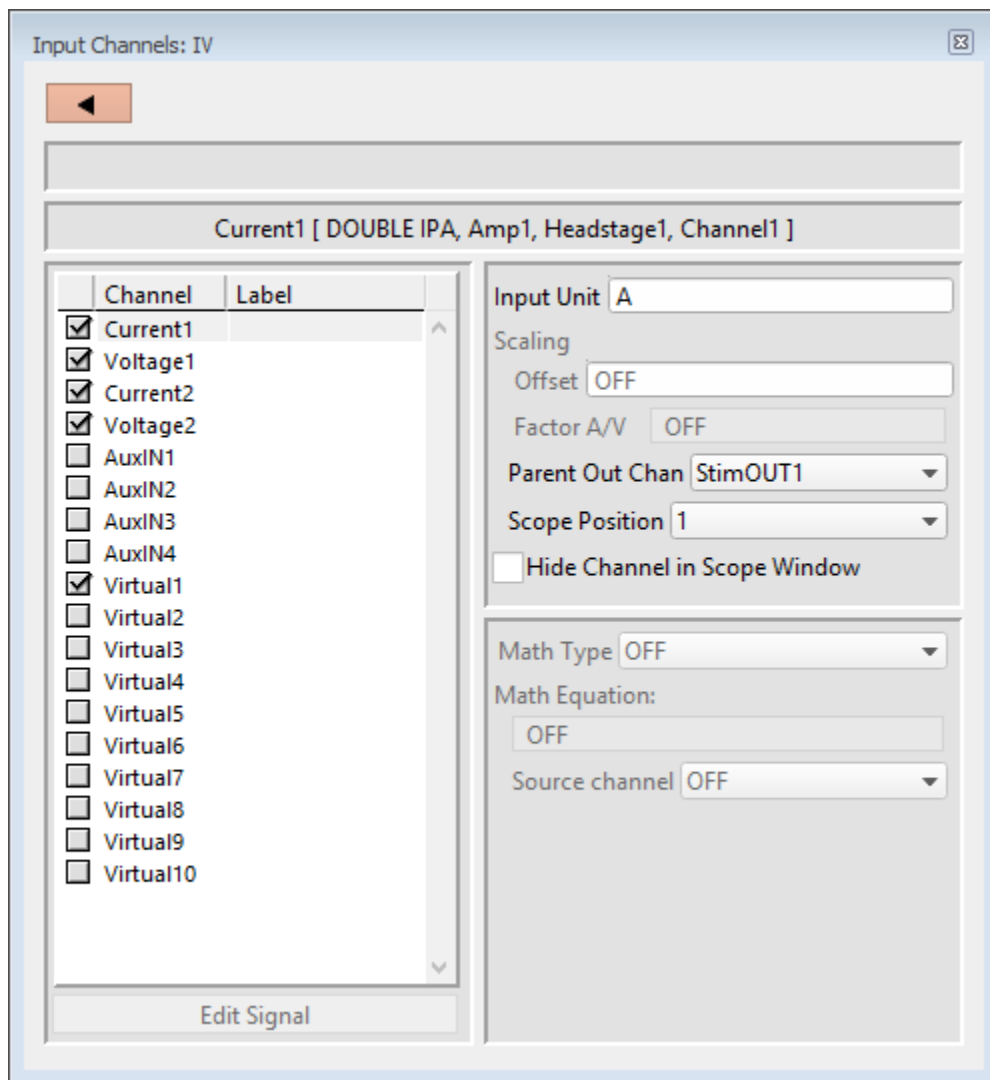 Input Channels: IV
Current1 [ DOUBLE IPA, Amp1, Headstage1, Channel1 ]
Channel Label
Current1
Voltage1
Current2
Voltage2
AuxIN1
AuxIN2
AuxIN3
AuxIN4
Virtual1
Virtual2
Virtual3
Virtual4
Virtual5
Virtual6
Virtual7
Virtual8
Virtual9
Virtual10
Edit Signal
Input Unit A
Scaling
Offset OFF
Factor A/V OFF
Parent Out Chan StimOUT1
Scope Position 1
Hide Channel in Scope Window
Math Type OFF
Math Equation:
OFF
Source channel OFF